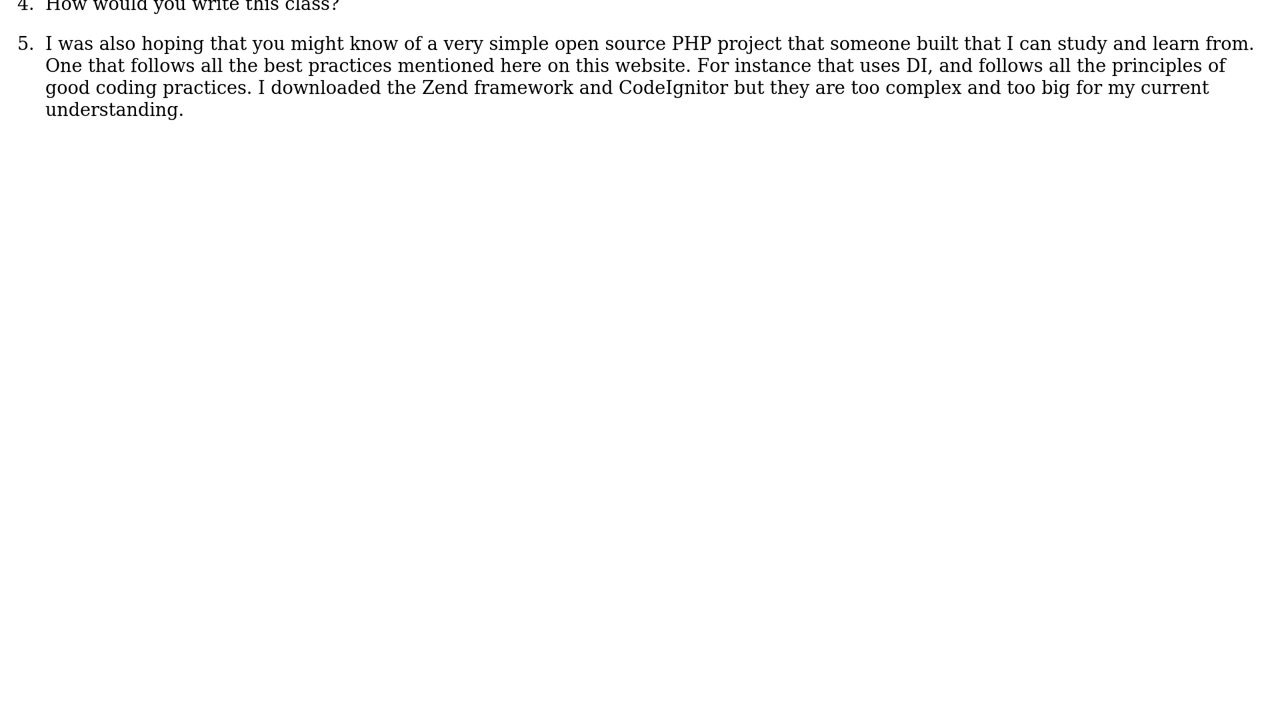 4. How would you write this class?
5. I was also hoping that you might know of a very simple open source PHP project that someone built that I can study and learn from.
One that follows all the best practices mentioned here on this website. For instance that uses DI, and follows all the principles of
good coding practices. I downloaded the Zend framework and CodeIgnitor but they are too complex and too big for my current
understanding.